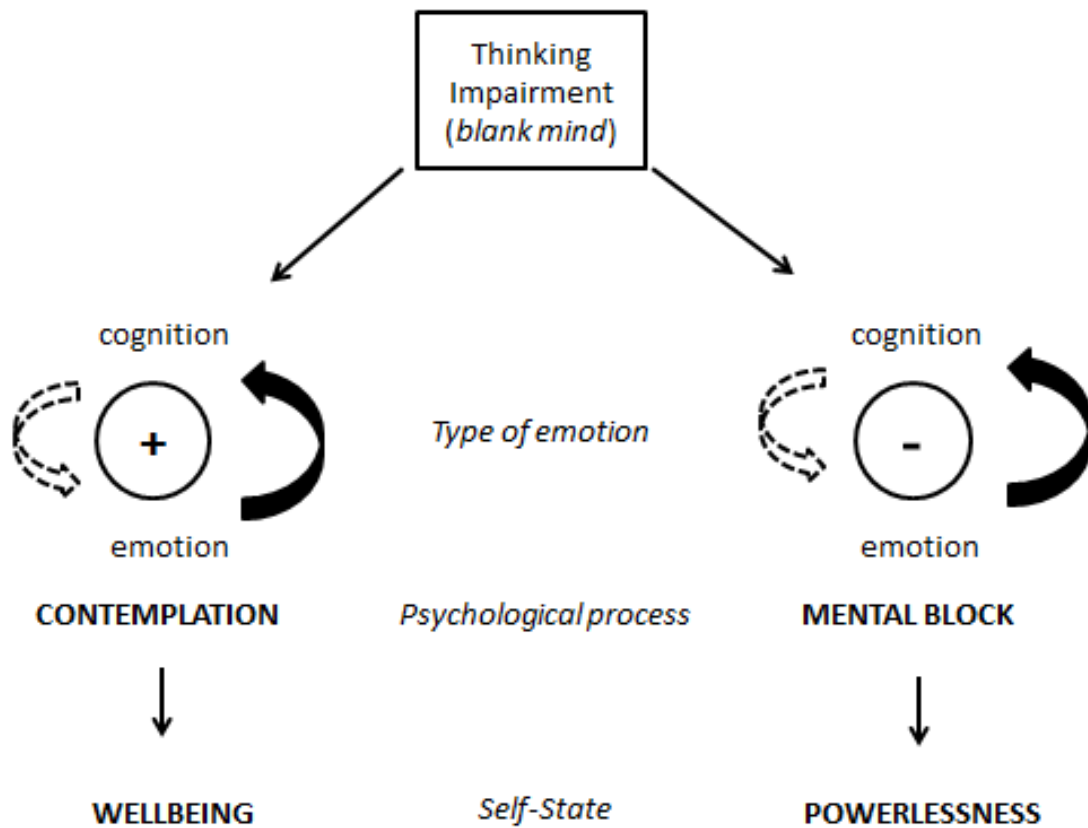 Thinking
Impairment
(blank mind)
cognition
cognition
+
Type of emotion
-
emotion
emotion
CONTEMPLATION
Psychological process
MENTAL BLOCK
WELLBEING
Self-State
POWERLESSNESS